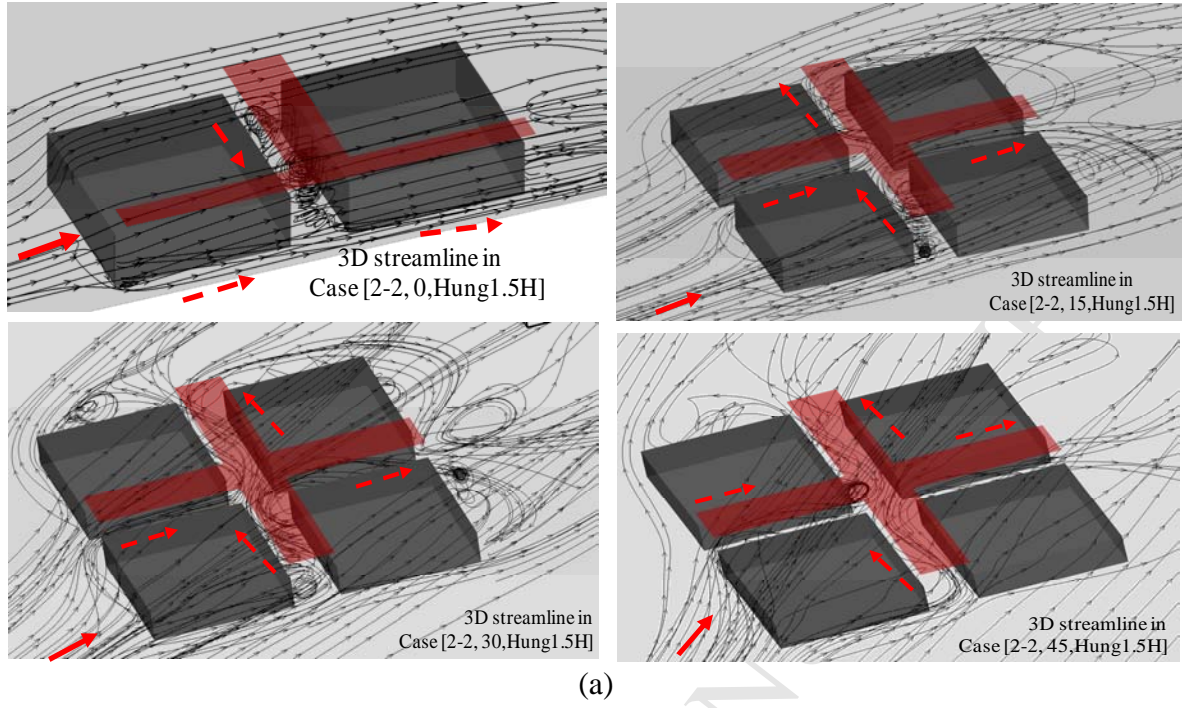 3D streamline in
Case [2-2, 0,Hung1.5H]
3D streamline in
Case [2-2, 15,Hung1.5H]
3D streamline in
Case [2-2, 30,Hung1.5H]
3D streamline in
Case [2-2, 45,Hung1.5H]
(a)